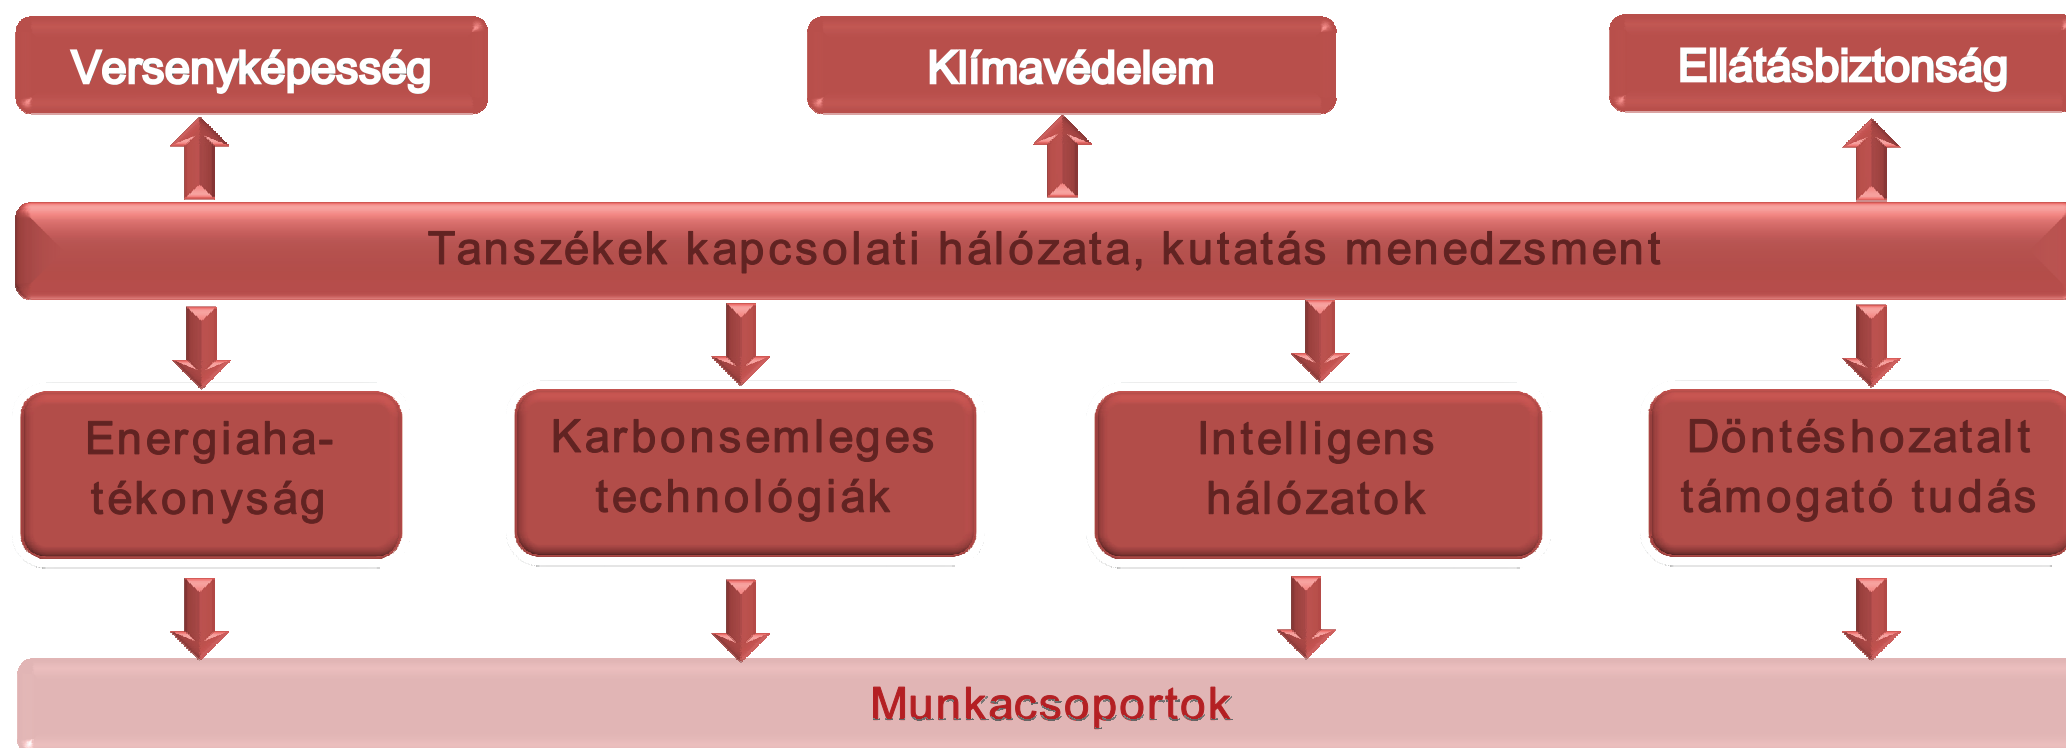 Versenyképesség
Klímavédelem
Ellátásbiztonság
Tanszékek kapcsolati hálózata, kutatás menedzsment
Energiaha-
tékonyság
Karbonsemleges
technológiák
Intelligens
hálózatok
Döntéshozatalt
támogató tudás
Munkacsoportok